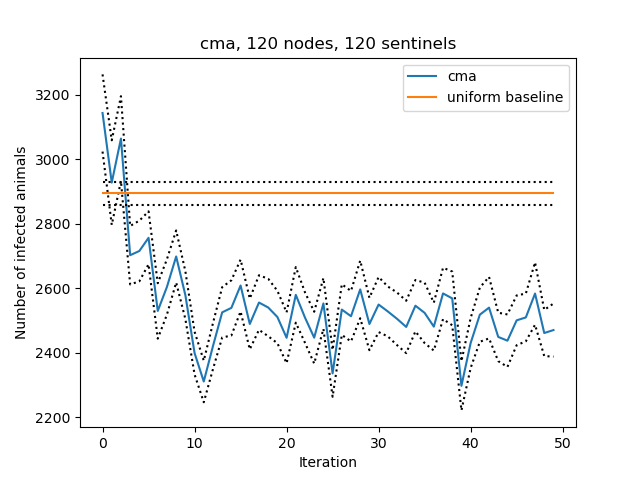 cma, 120 nodes, 120 sentinels
cma
uniform baseline
Number of infected animals
3200
3000
2800
2600
2400
2200
0 10 20 30 40 50
Iteration